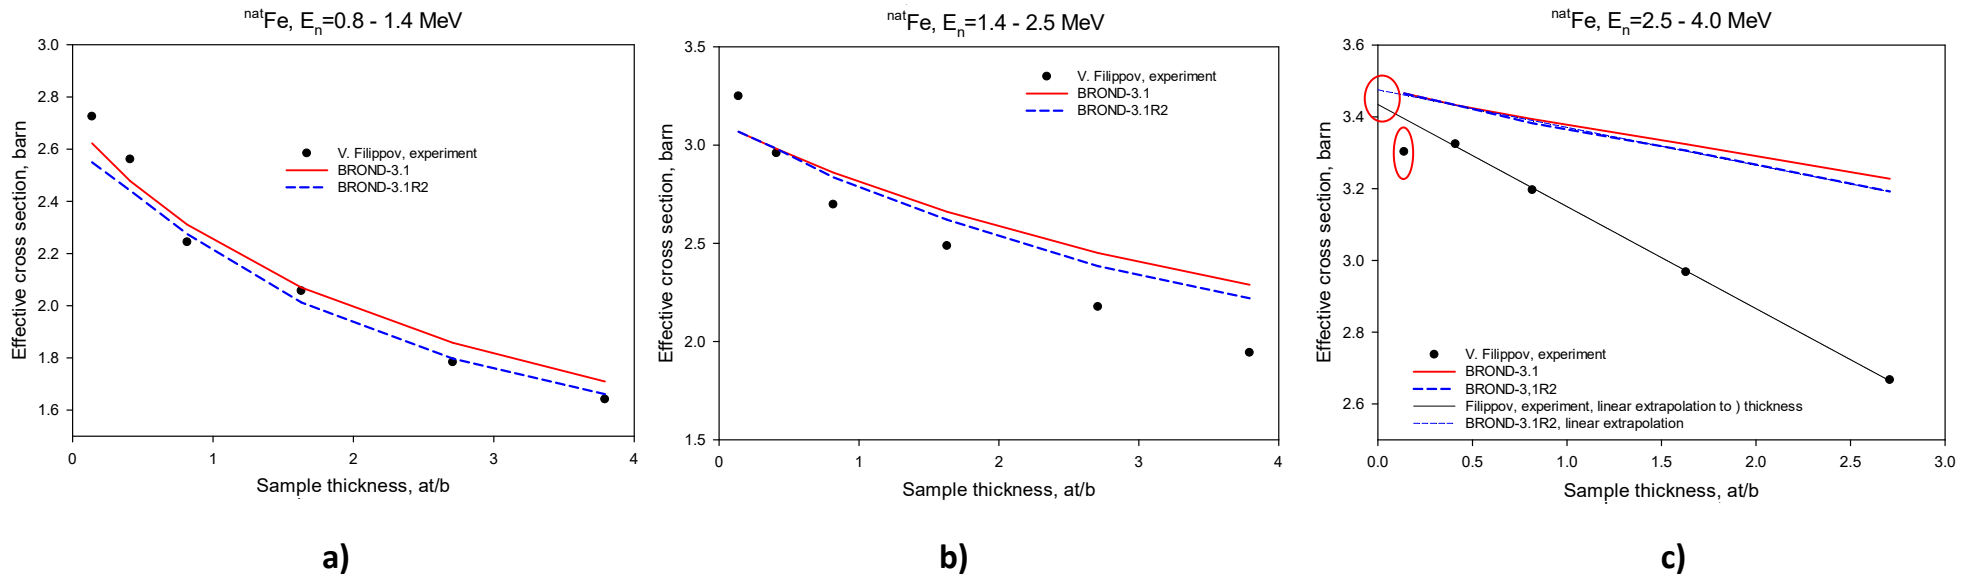 natFe, En=0.8 - 1.4 MeV
3.0
2.8
2.6
2.4
2.2
2.0
1.8
1.6
0 1 2 3 4
Effective cross section, barn
Sample thickness, at/b
V. Filippov, experiment
BROND-3.1
BROND-3.1R2
a)
natFe, En=1.4 - 2.5 MeV
3.5
3.0
2.5
2.0
1.5
0 1 2 3 4
Effective cross section, barn
Sample thickness, at/b
V. Filippov, experiment
BROND-3.1
BROND-3.1R2
b)
natFe, En=2.5 - 4.0 MeV
3.6
3.4
3.2
3.0
2.8
2.6
0.0 0.5 1.0 1.5 2.0 2.5 3.0
Effective cross section, barn
Sample thickness, at/b
V. Filippov, experiment
BROND-3.1
BROND-3,1R2
Filippov, experiment, linear extrapolation to ) thickness
BROND-3.1R2, linear extrapolation
c)